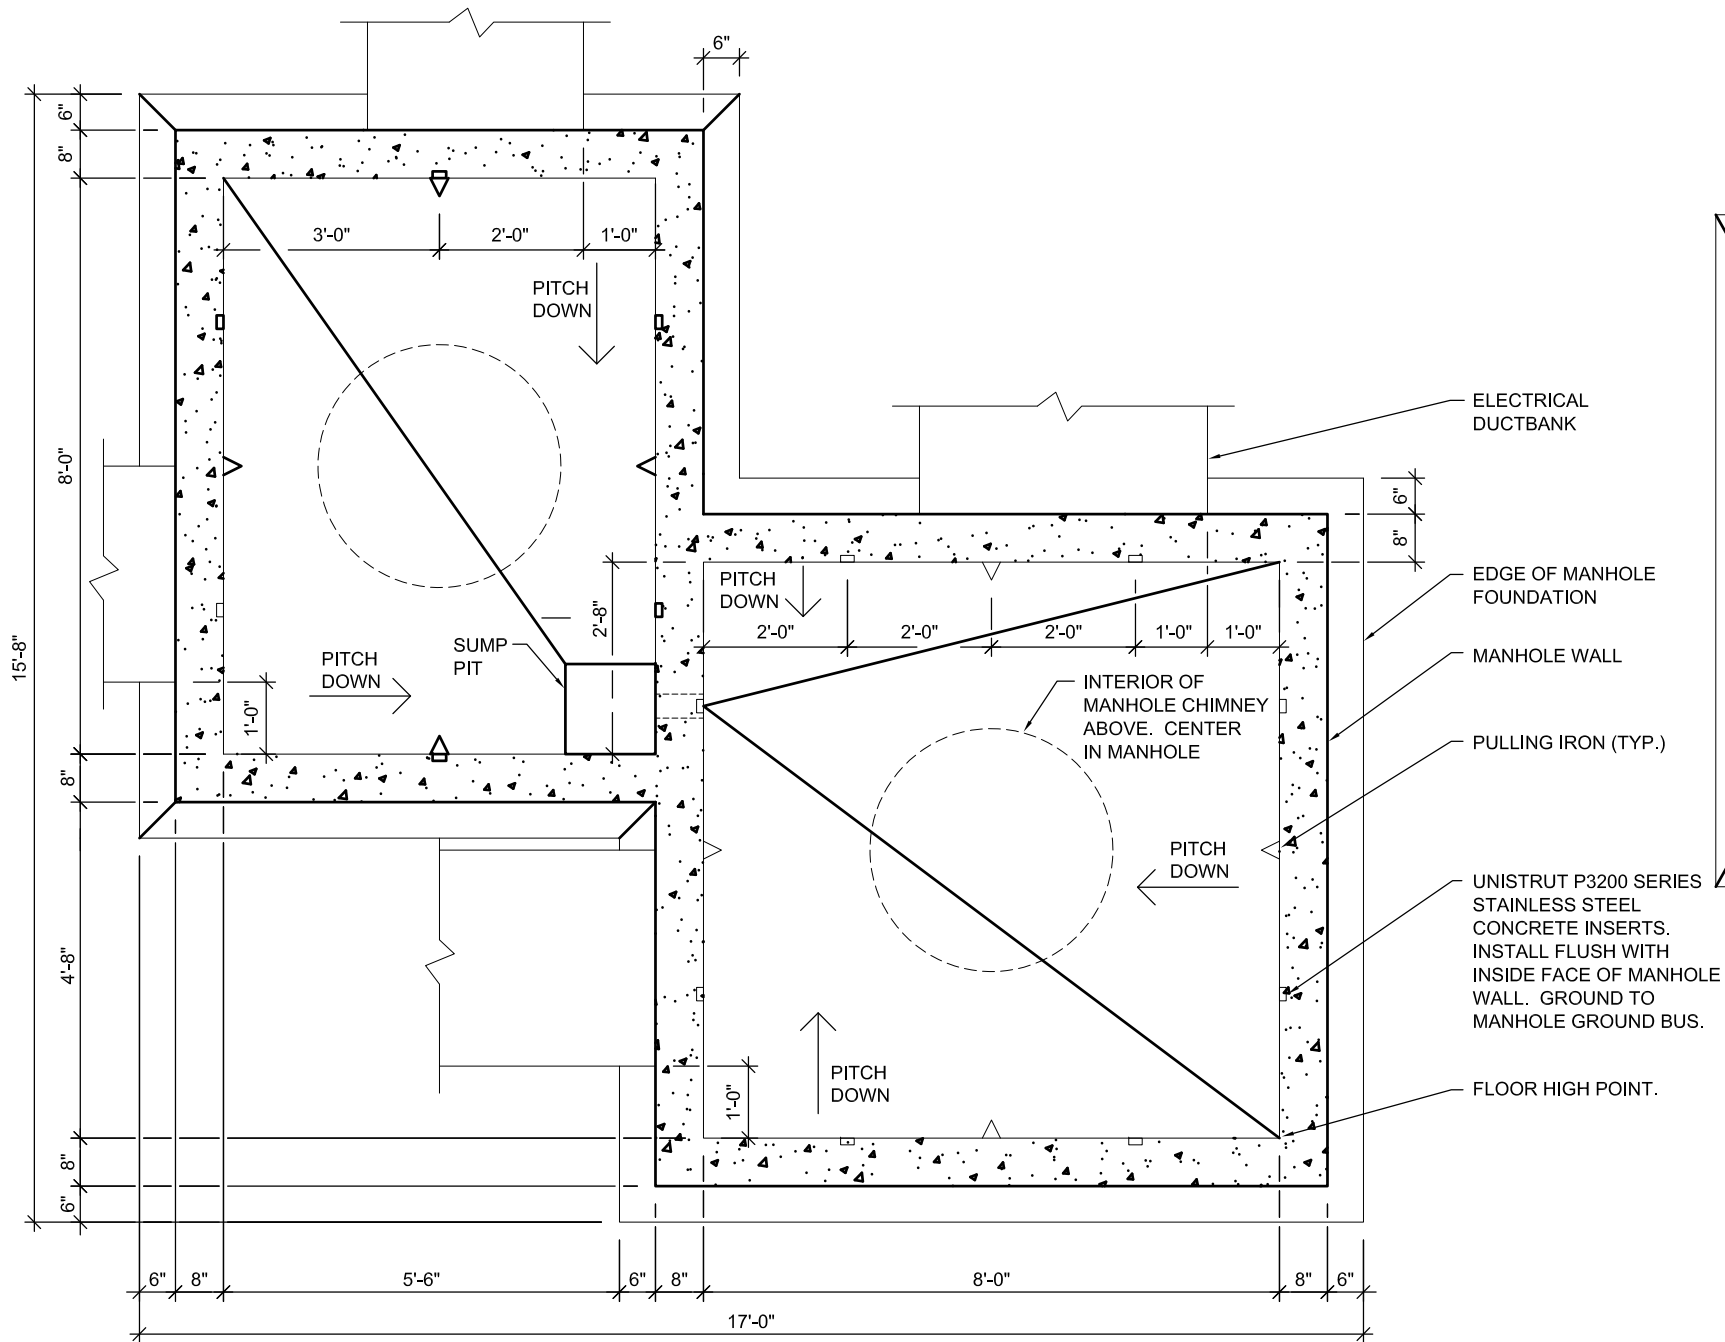 6"
6"
8"
3'-0"
2'-0"
1'-0"
PITCH
DOWN
ELECTRICAL
DUCTBANK
8'-0"
6"
8"
PITCH
DOWN
EDGE OF MANHOLE
FOUNDATION
2'-8"
2'-0"
2'-0"
2'-0"
1'-0"
1'-0"
SUMP
PIT
15'-8"
PITCH
DOWN
MANHOLE WALL
INTERIOR OF
MANHOLE CHIMNEY
ABOVE. CENTER
IN MANHOLE
1'-0"
PULLING IRON (TYP.)
8"
PITCH
DOWN
UNISTRUT P3200 SERIES
STAINLESS STEEL
CONCRETE INSERTS.
INSTALL FLUSH WITH
INSIDE FACE OF MANHOLE
WALL. GROUND TO
MANHOLE GROUND BUS.
4'-8"
PITCH
DOWN
1'-0"
FLOOR HIGH POINT.
8"
6"
6"
8"
5'-6"
6"
8"
8'-0"
8"
6"
17'-0"